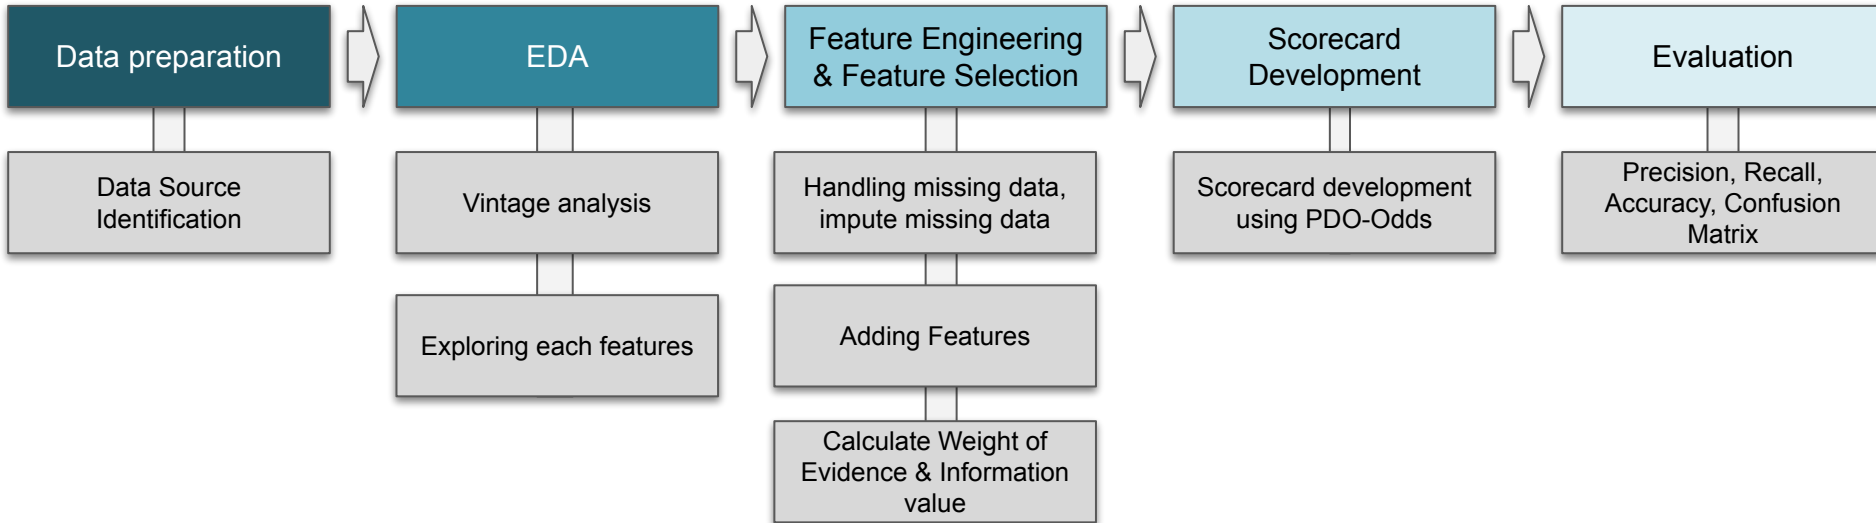 Data preparation
EDA
Feature Engineering
& Feature Selection
Scorecard
Development
Evaluation
Data Source
Identification
Vintage analysis
Exploring each features
Handling missing data,
impute missing data
Adding Features
Calculate Weight of
Evidence & Information
value
Scorecard development
using PDO-Odds
Precision, Recall,
Accuracy, Confusion
Matrix